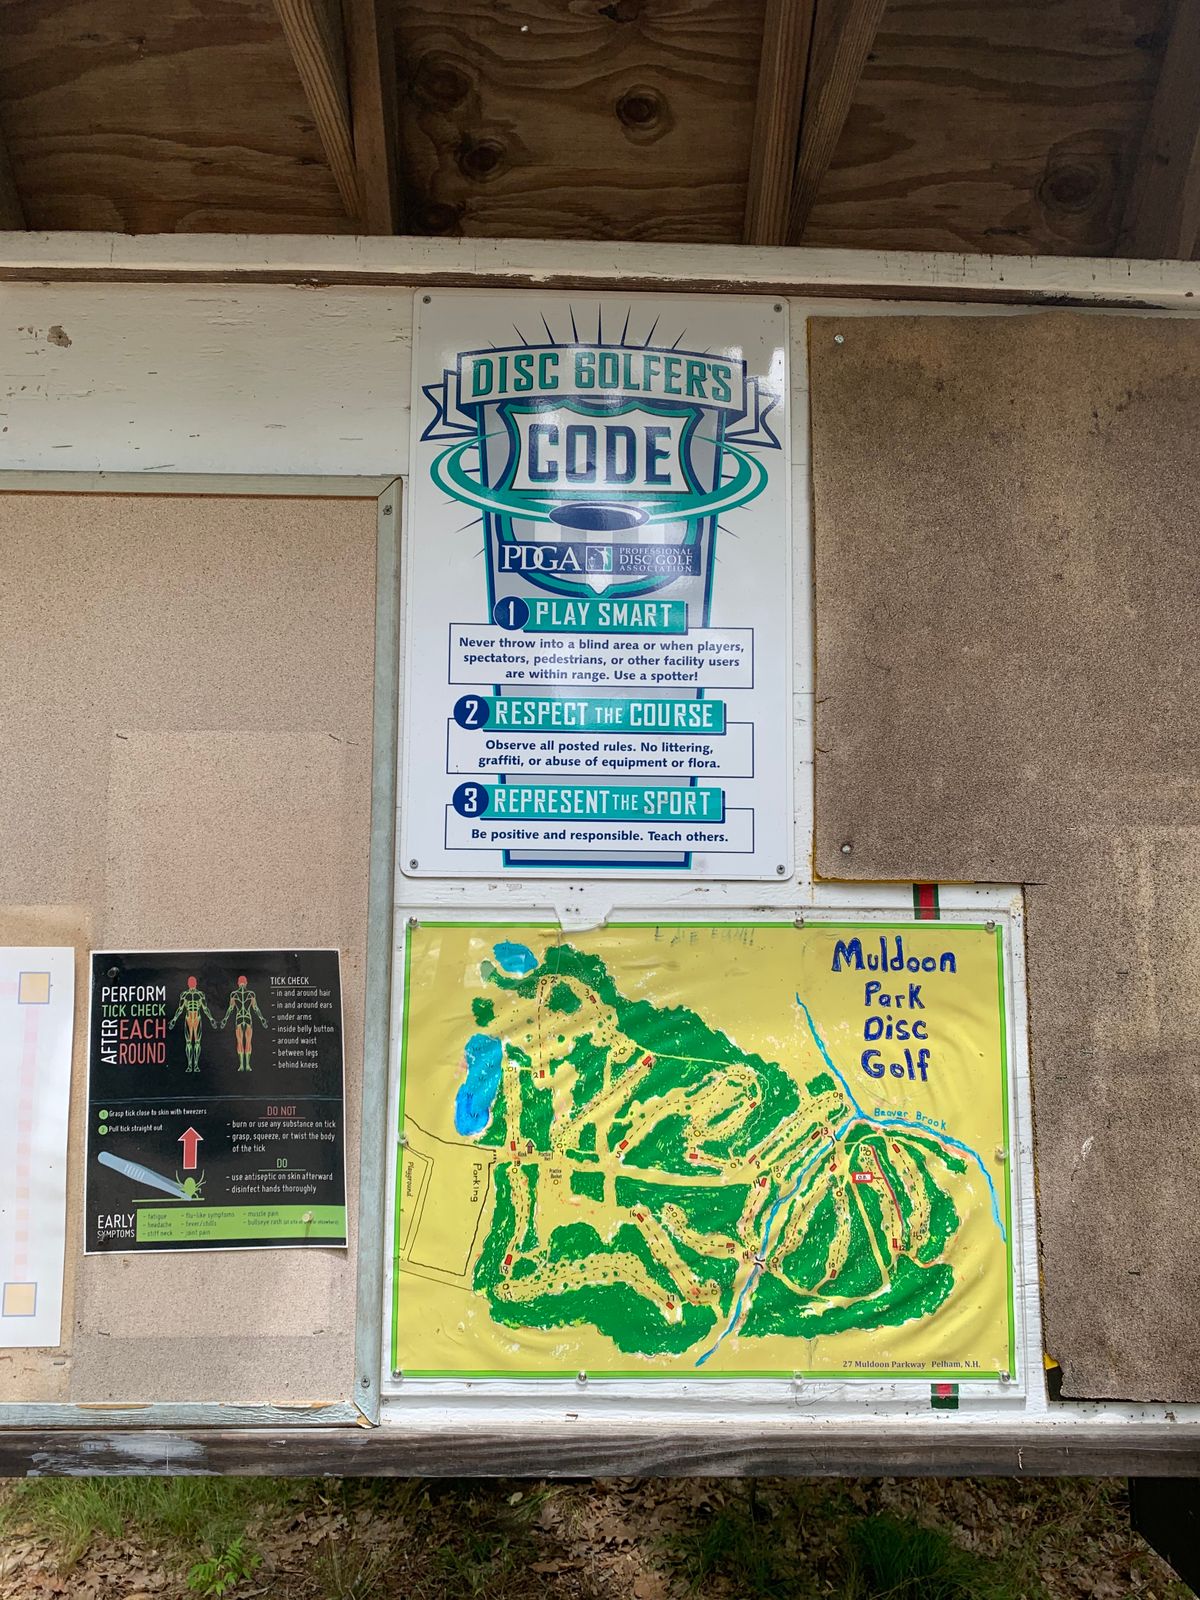 DISC GOLFER'S
CODE
PDGA
PROFESSIONAL
DISC GOLF
ASSOCIATION
1 PLAY SMART
Never throw into a blind area or when players,
spectators, pedestrians, or other facility users
are within range. Use a spotter!
2 RESPECT THE COURSE
Observe all posted rules. No littering,
graffiti, or abuse of equipment or flora.
3 REPRESENT THE SPORT
Be positive and responsible. Teach others.
PERFORM
TICK CHECK
AFTER EACH
ROUND
TICK CHECK
- in and around hair
- in and around ears
- under arms
- inside belly button
- around waist
- between legs
- behind knees
1 Grasp tick close to skin with tweezers
2 Pull tick straight out
DO NOT
- burn or use any substance on tick
- grasp, squeeze, or twist the body
of the tick
DO
- use antiseptic on skin afterward
- disinfect hands thoroughly
EARLY
SYMPTOMS
- fatigue
- headache
- stiff neck
- flu-like symptoms
- fever/chills
- joint pain
- muscle pain
- bullseye rash
Muldoon
Park
Disc
Golf
Beaver Brook
Playground
Parking
O.B.
27 Muldoon Parkway Pelham, N.H.